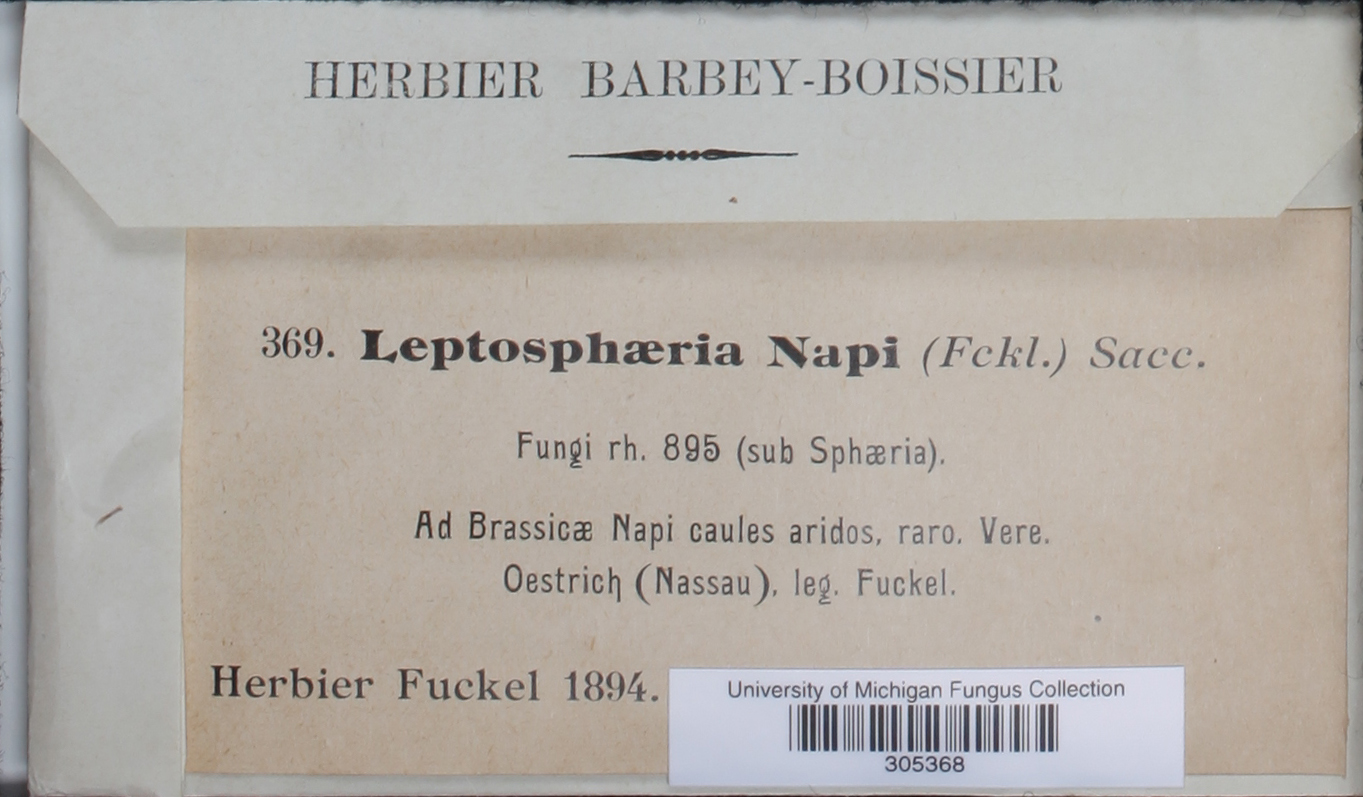 HERBIER BARBEY-BOISSIER
369. Leptosphæria Napi (Fckl.) Sacc.
Fungi rh. 895 (sub Sphæria).
Ad Brassicæ Napi caules aridos, raro. Vere.
Oestrich (Nassau), leg. Fuckel.
Herbier Fuckel 1894.
University of Michigan Fungus Collection
305368